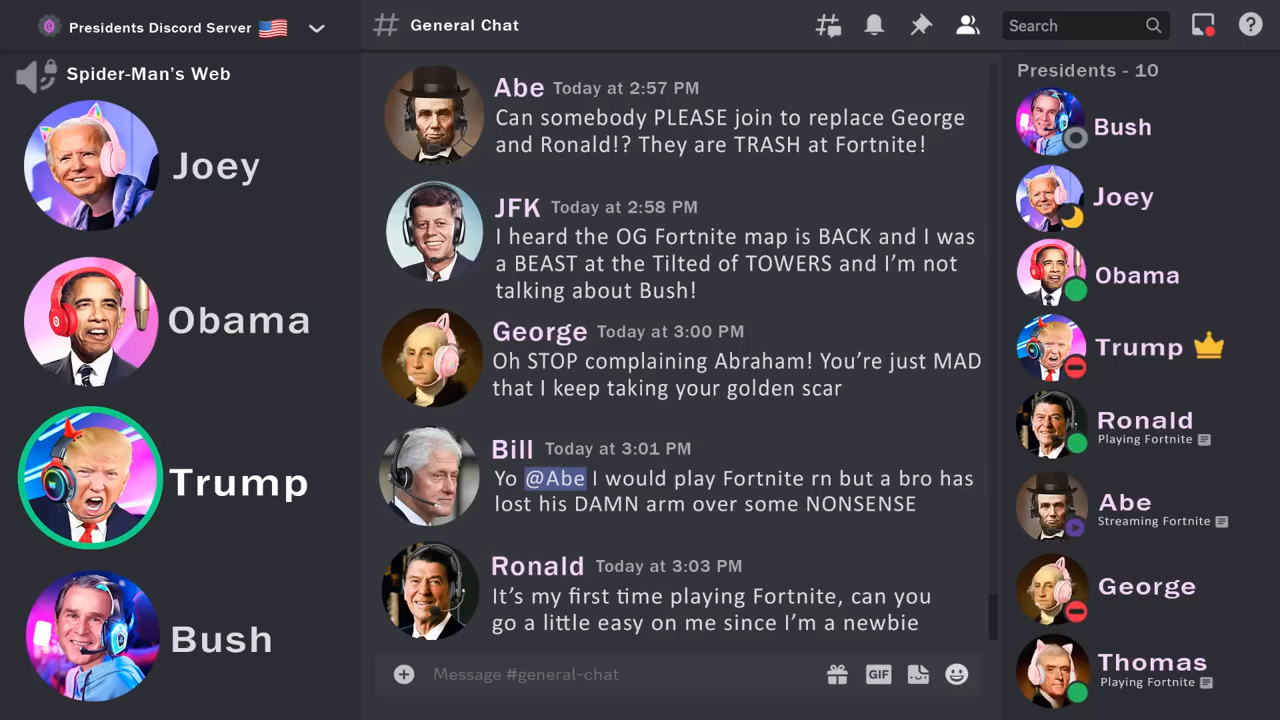 Presidents Discord Server
Spider-Man's Web
Joey
Obama
Trump
Bush
General Chat
Search
Abe Today at 2:57 PM
Can somebody PLEASE join to replace George
and Ronald!? They are TRASH at Fortnite!
JFK Today at 2:58 PM
I heard the OG Fortnite map is BACK and I was
a BEAST at the Tilted of TOWERS and I'm not
talking about Bush!
George Today at 3:00 PM
Oh STOP complaining Abraham! You're just MAD
that I keep taking your golden scar
Bill Today at 3:01 PM
Yo @Abe I would play Fortnite rn but a bro has
lost his DAMN arm over some NONSENSE
Ronald Today at 3:03 PM
It's my first time playing Fortnite, can you
go a little easy on me since I'm a newbie
Message #general-chat
GIF
Presidents - 10
Bush
Joey
Obama
Trump
Ronald
Playing Fortnite
Abe
Streaming Fortnite
George
Thomas
Playing Fortnite